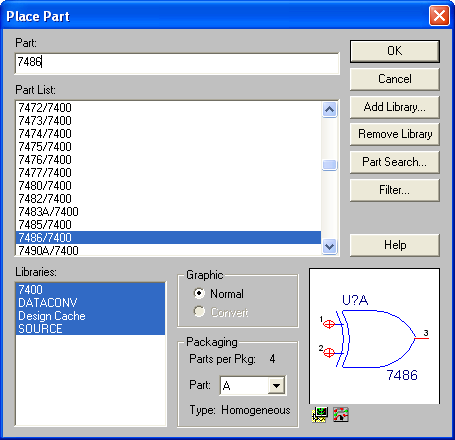 Place Part
Part:
7486
OK
Cancel
Part List:
7472/7400
7473/7400
7474/7400
7475/7400
7476/7400
7477/7400
7480/7400
7482/7400
7483A/7400
7485/7400
7486/7400
7490A/7400
Add Library...
Remove Library
Part Search...
Filter...
Help
Libraries:
7400
DATACONV
Design Cache
SOURCE
Graphic
Normal
Convert
Packaging
Parts per Pkg: 4
Part: A
Type: Homogeneous
U?A
1
3
2
7486